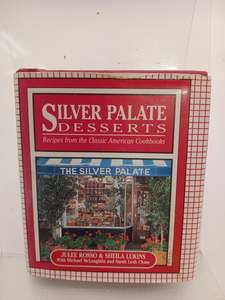 SILVER PALATE
DESSERTS
Recipes from the Classic American Cookbooks
THE SILVER PALATE
JULEE ROSSO & SHEILA LUKINS
With Michael McLaughlin and Sarah Leah Chase